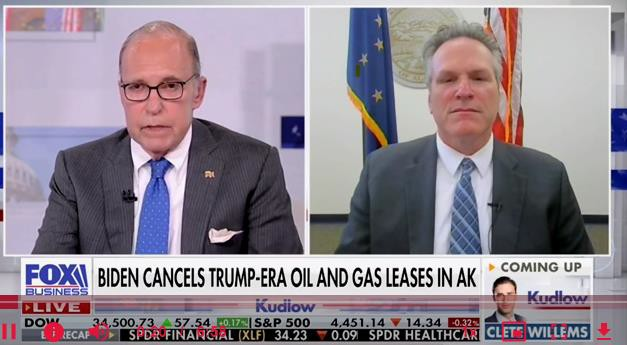 FOX
BUSINESS
BIDEN CANCELS TRUMP-ERA OIL AND GAS LEASES IN AK
COMING UP
LIVE
Kudlow
Kudlow
DOW 34,500.73 57.54 +0.17% S&P 500 4,451.14 14.34 -0.32%
CLETE WILLEMS
RECAP SPDR FINANCIAL (XLF) 34.23 0.09 SPDR HEALTHCAR